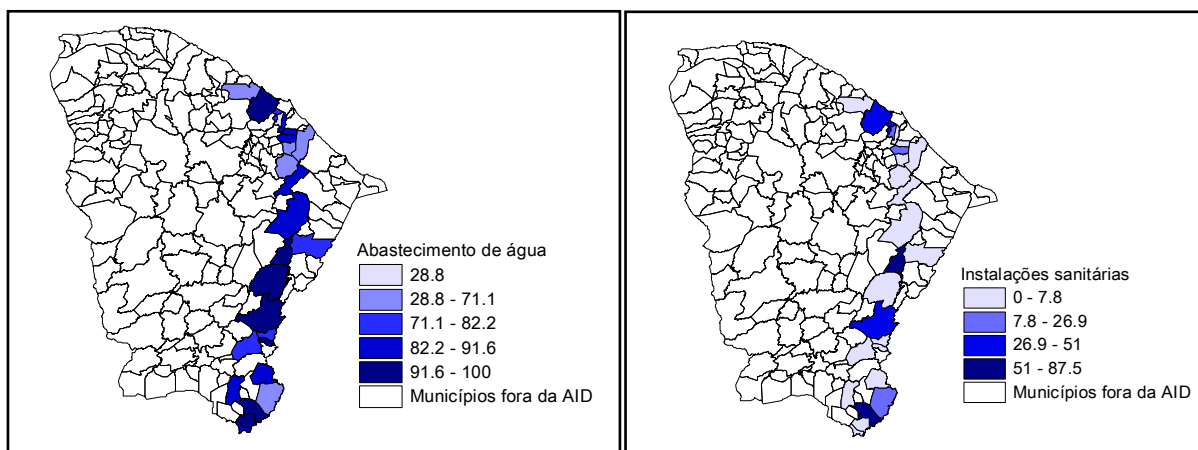 Abastecimento de água
28.8
28.8 - 71.1
71.1 - 82.2
82.2 - 91.6
91.6 - 100
Municípios fora da AID
Instalações sanitárias
0 - 7.8
7.8 - 26.9
26.9 - 51
51 - 87.5
Municípios fora da AID